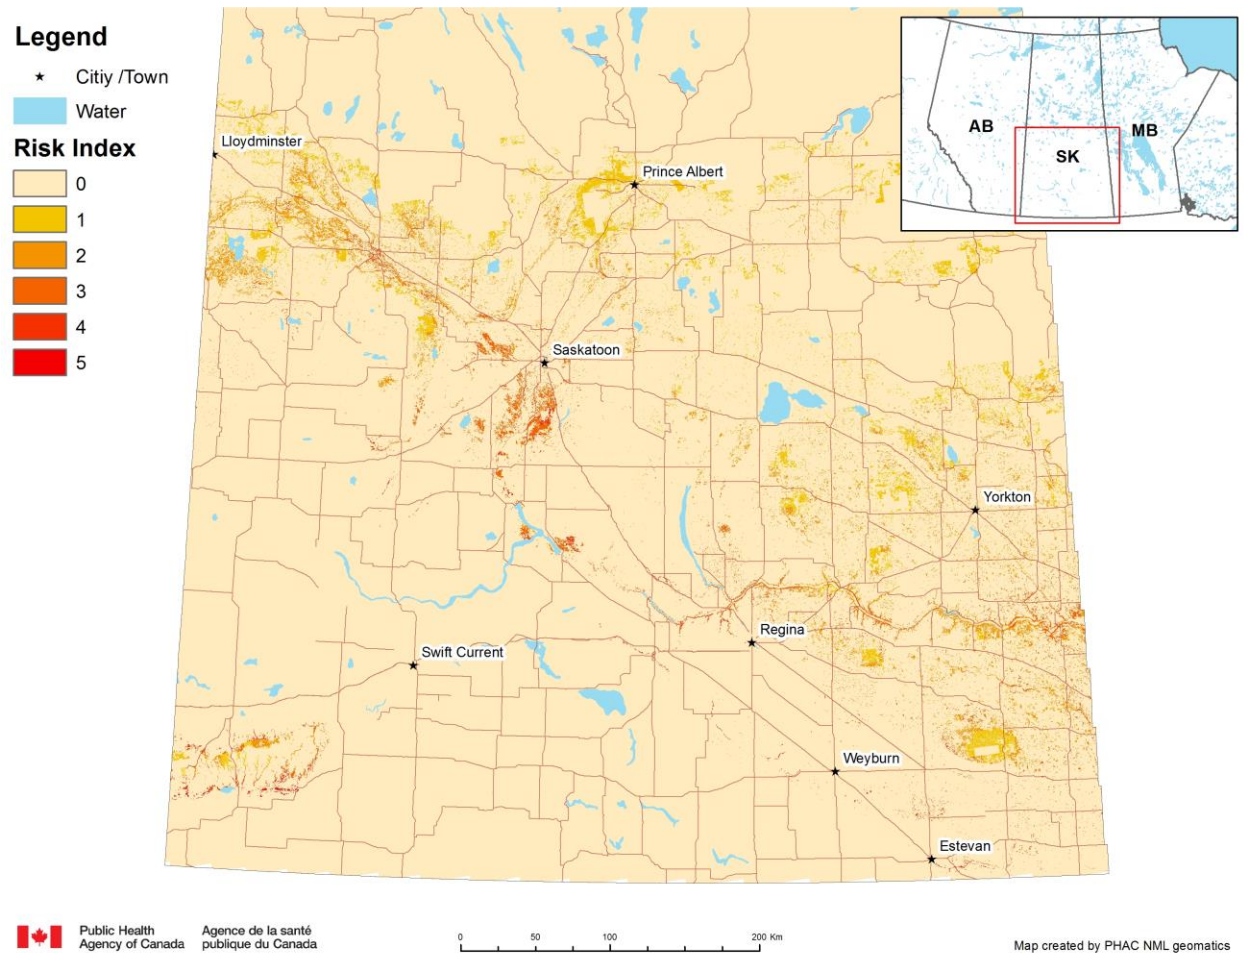 Legend
Citiy /Town
Water
Risk Index
0
1
2
3
4
5
Lloydminster
Prince Albert
Saskatoon
Yorkton
Regina
Swift Current
Weyburn
Estevan
AB
SK
MB
Public Health
Agency of Canada
Agence de la santé
publique du Canada
0 50 100 200 Km
Map created by PHAC NML geomatics